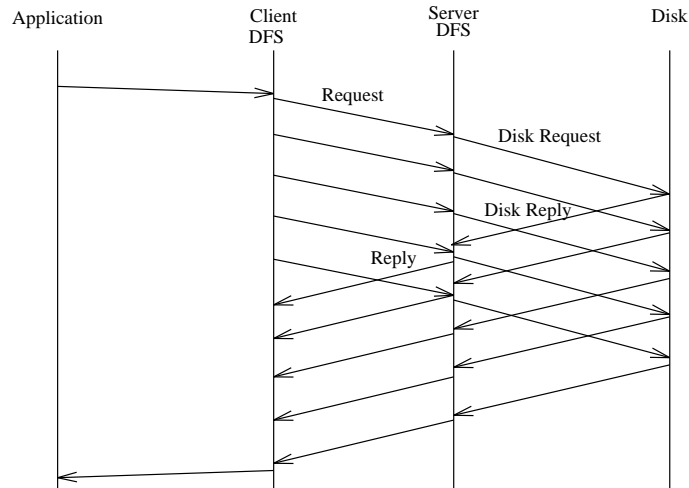 Application
Client
DFS
Server
DFS
Disk
Request
Disk Request
Disk Reply
Reply